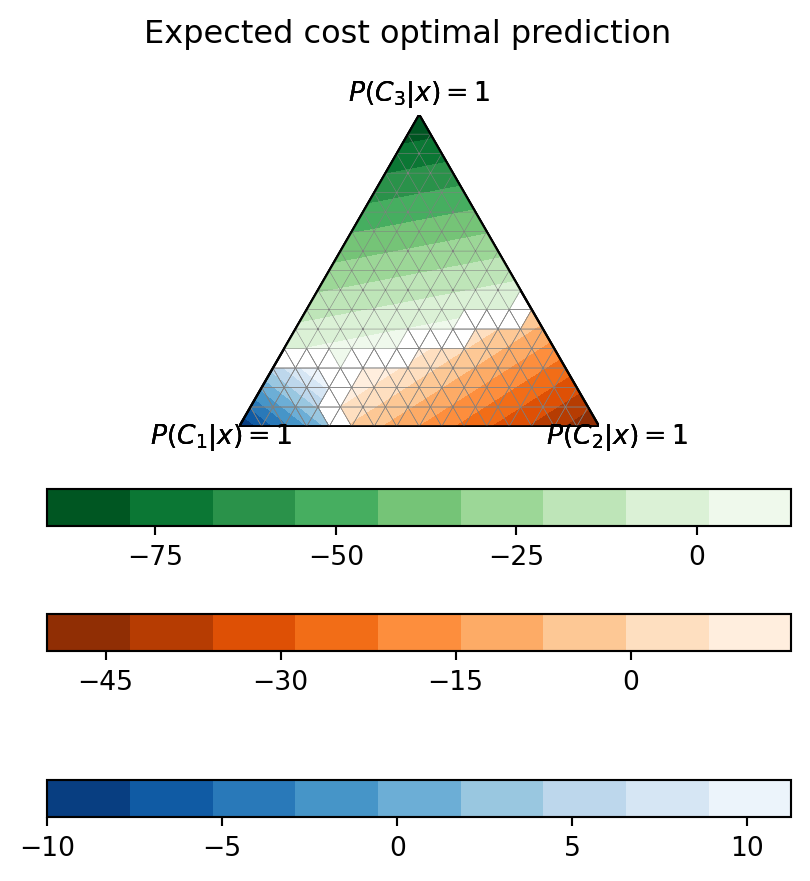 Expected cost optimal prediction
P(C₃|x) = 1
P(C₁|x) = 1
P(C₂|x) = 1
−75 −50 −25 0
−45 −30 −15 0
−10 −5 0 5 10